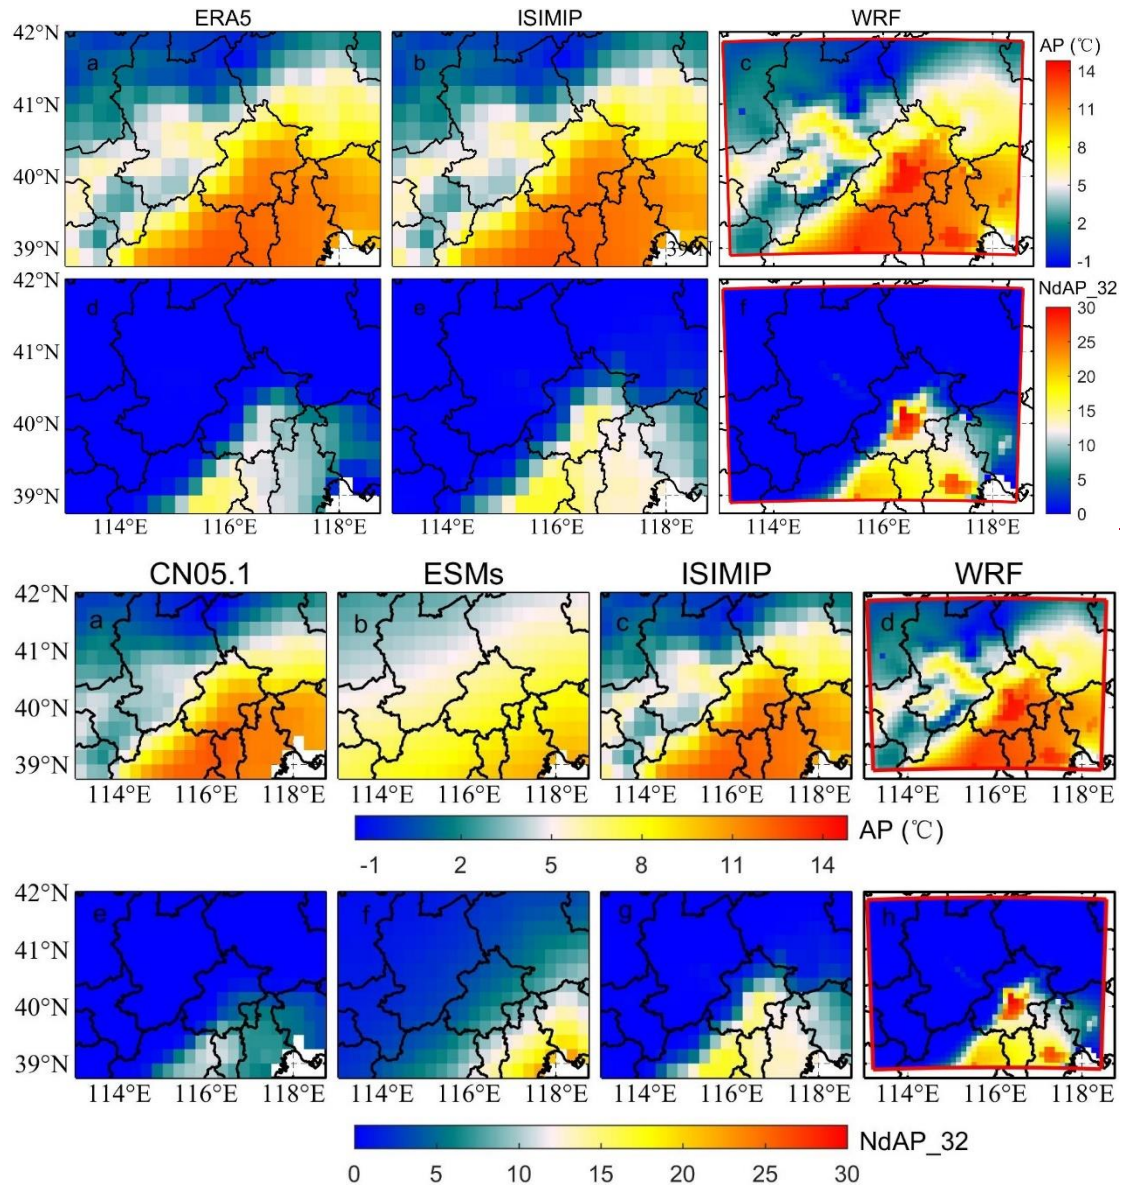 ERA5 ISIMIP WRF
42°N a b c AP (℃)
14
41°N
11
8
40°N
5
2
39°N 39°N
-1
d e f NdAP_32
42°N 30
25
41°N
20
40°N 15
10
5
39°N
0
114°E 116°E 118°E 114°E 116°E 118°E 114°E 116°E 118°E
CN05.1 ESMs ISIMIP WRF
42°N a b c d
41°N
40°N
39°N
114°E 116°E 118°E 114°E 116°E 118°E 114°E 116°E 118°E 114°E 116°E 118°E
AP (℃)
-1 2 5 8 11 14
42°N e f g h
41°N
40°N
39°N
114°E 116°E 118°E 114°E 116°E 118°E 114°E 116°E 118°E 114°E 116°E 118°E
NdAP_32
0 5 10 15 20 25 30